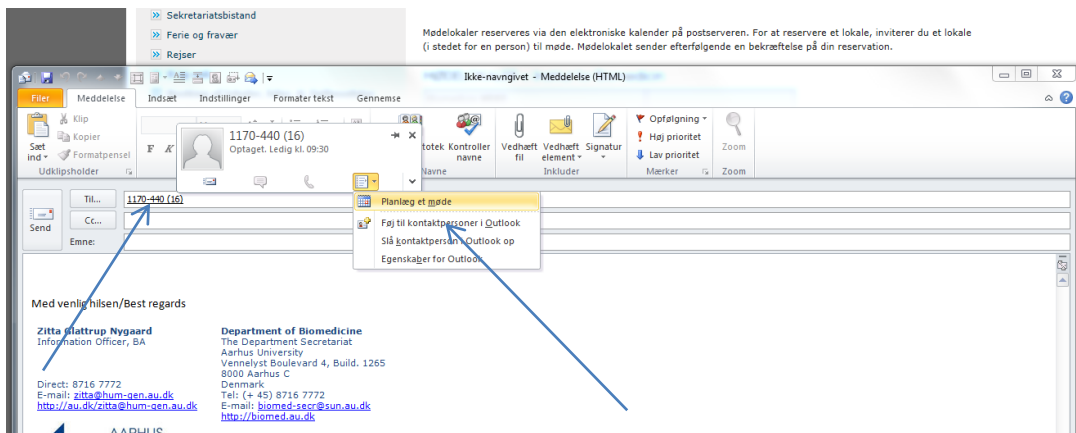 Sekretariatsbistand
Ferie og fravær
Rejser
Mødelokaler reserveres via den elektroniske kalender på postserveren. For at reservere et lokale, inviterer du et lokale
(i stedet for en person) til møde. Mødelokalet sender efterfølgende en bekræftelse på din reservation.
Ikke-navngivet - Meddelelse (HTML)
Filer Meddelelse Indsæt Indstillinger Formater tekst Gennemse
Klip
Kopier
Formatpensel
Sæt
ind
Udklipsholder
F K
1170-440 (16)
Optaget. Ledig kl. 09:30
totek Kontroller
navne
Navne
Vedhæft
fil
Vedhæft
element
Signatur
Inkluder
Opfølgning
Høj prioritet
Lav prioritet
Mærker
Zoom
Zoom
Planlæg et møde
Føj til kontaktpersoner i Outlook
Slå kontaktperson i Outlook op
Egenskaber for Outlook
Send
Til... 1170-440 (16)
Cc...
Emne:
Med venlig hilsen/Best regards
Zitta Glattrup Nygaard
Information Officer, BA
Direct: 8716 7772
E-mail: zitta@hum-gen.au.dk
http://au.dk/zitta@hum-gen.au.dk
Department of Biomedicine
The Department Secretariat
Aarhus University
Vennelyst Boulevard 4, Build. 1265
8000 Aarhus C
Denmark
Tel: (+ 45) 8716 7772
E-mail: biomed-secr@sun.au.dk
http://biomed.au.dk
AARHUS